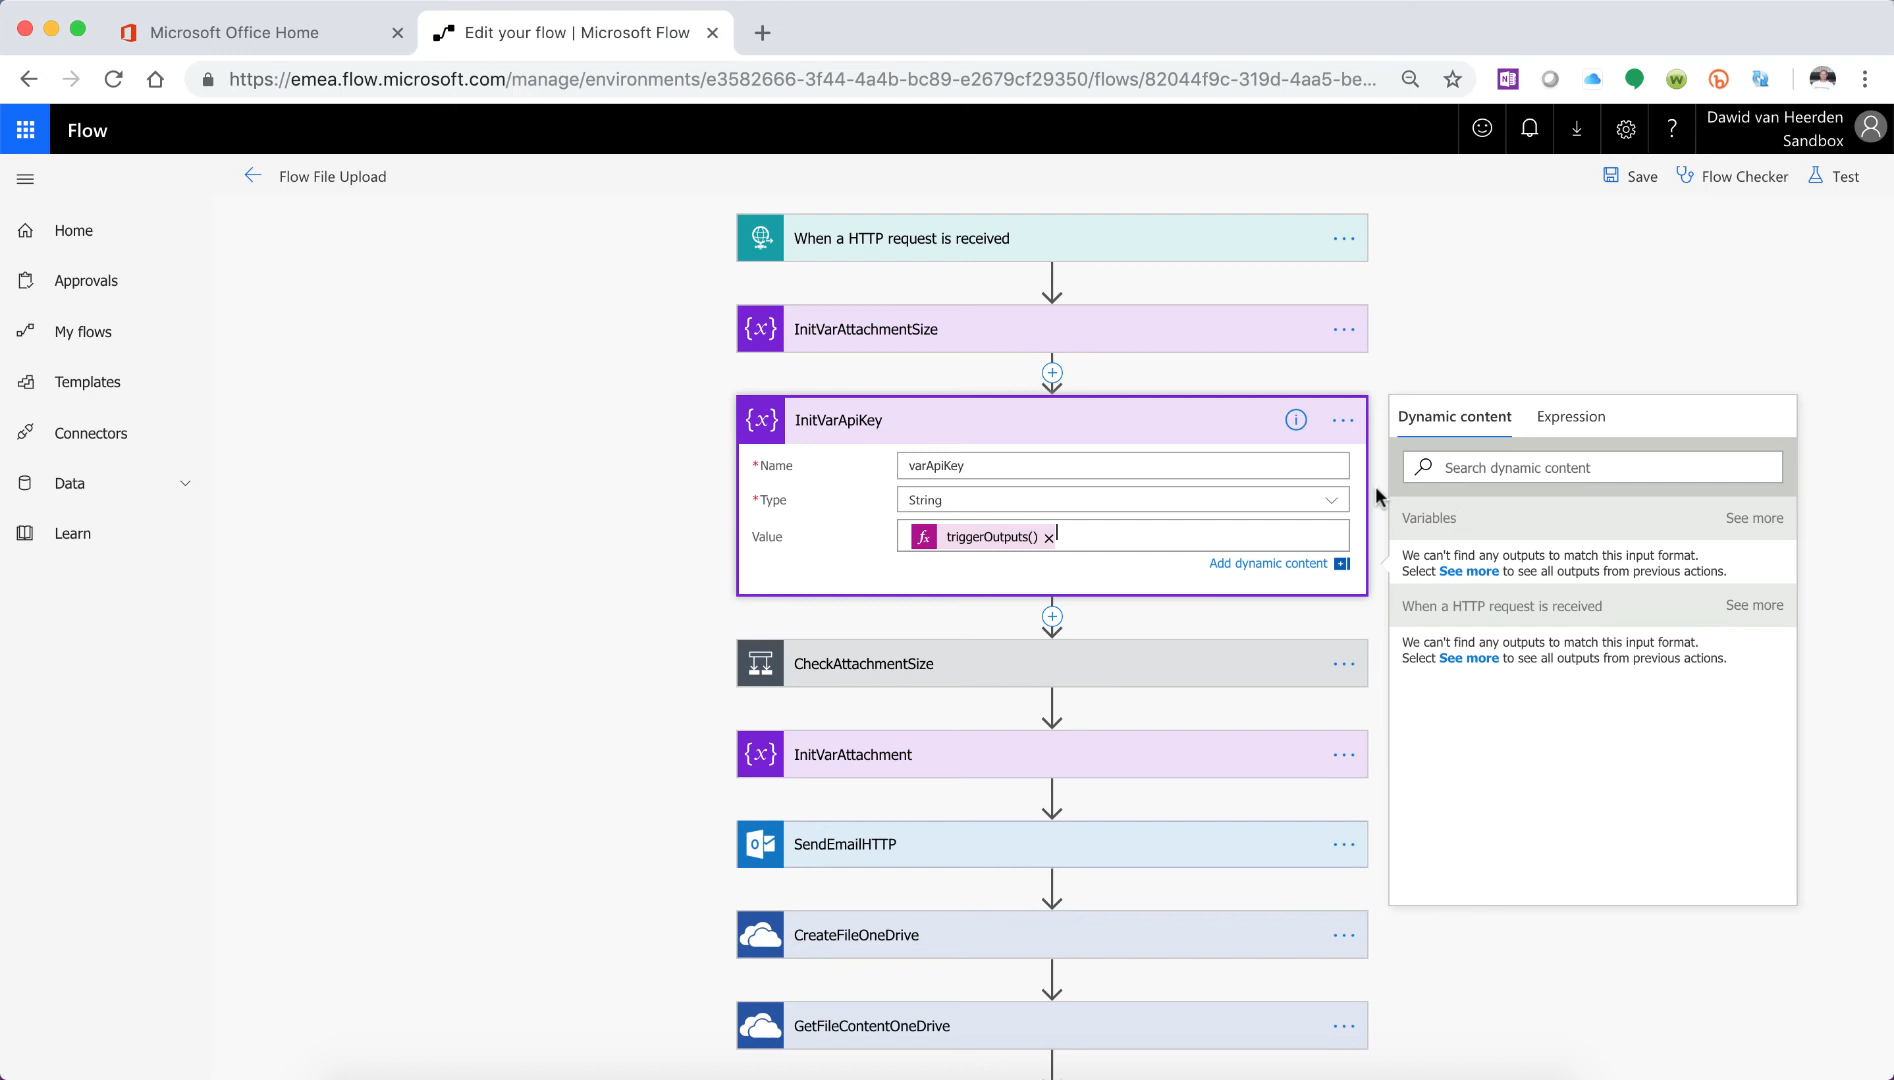 Microsoft Office Home
Edit your flow | Microsoft Flow
https://emea.flow.microsoft.com/manage/environments/e3582666-3f44-4a4b-bc89-e2679cf29350/flows/82044f9c-319d-4aa5-be...
Flow
Dawid van Heerden
Sandbox
Flow File Upload
Save
Flow Checker
Test
Home
Approvals
My flows
Templates
Connectors
Data
Learn
When a HTTP request is received
InitVarAttachmentSize
InitVarApiKey
*Name
varApiKey
*Type
String
Value
triggerOutputs()
Add dynamic content
CheckAttachmentSize
InitVarAttachment
SendEmailHTTP
CreateFileOneDrive
GetFileContentOneDrive
Dynamic content
Expression
Search dynamic content
Variables
See more
We can't find any outputs to match this input format.
Select See more to see all outputs from previous actions.
When a HTTP request is received
See more
We can't find any outputs to match this input format.
Select See more to see all outputs from previous actions.